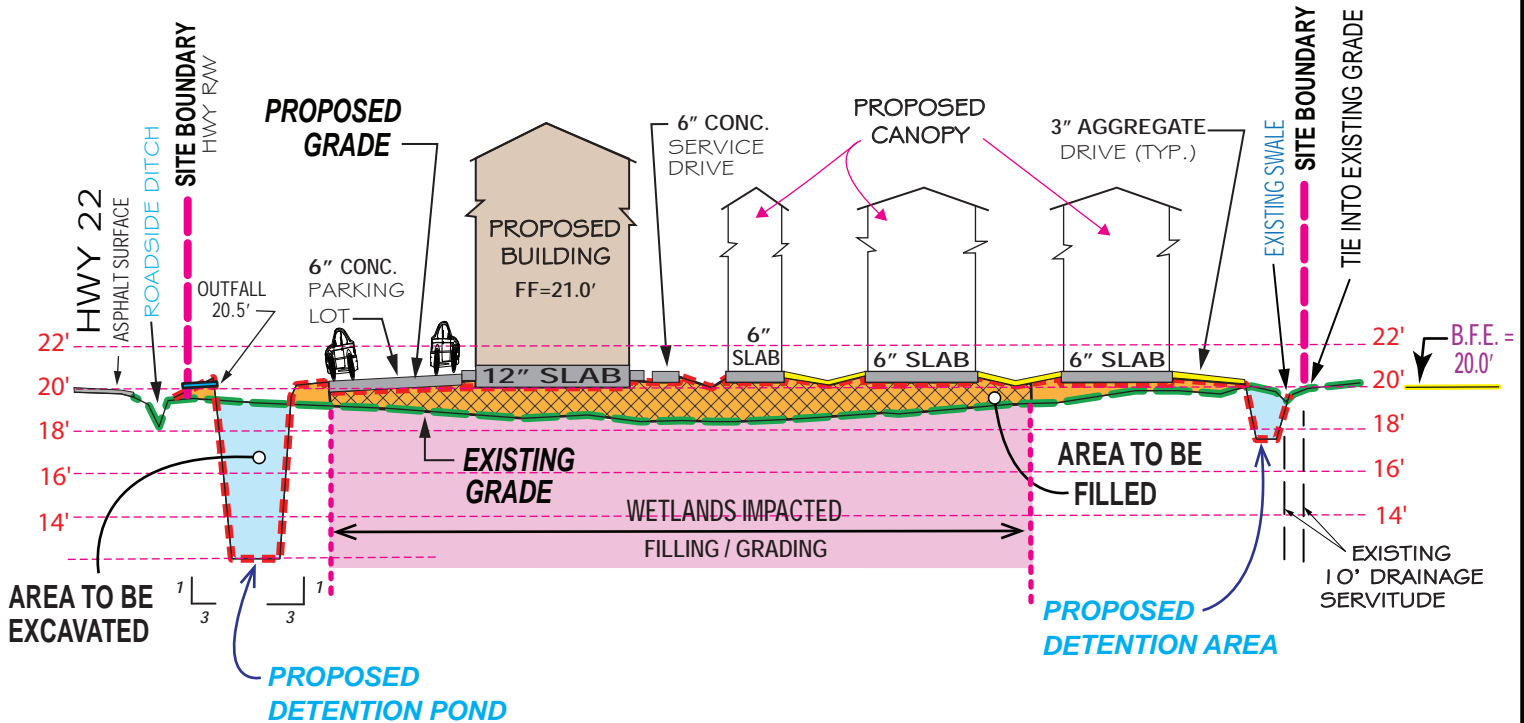 HWY 22
ASPHALT SURFACE
ROADSIDE DITCH
SITE BOUNDARY
HWY R/W
OUTFALL
20.5'
PROPOSED
GRADE
6" CONC.
PARKING
LOT
PROPOSED
BUILDING
FF=21.0'
12" SLAB
6" CONC.
SERVICE
DRIVE
PROPOSED
CANOPY
3" AGGREGATE
DRIVE (TYP.)
6"
SLAB
6" SLAB
6" SLAB
EXISTING SWALE
SITE BOUNDARY
TIE INTO EXISTING GRADE
B.F.E. =
20.0'
22'
20'
18'
16'
14'
22'
20'
18'
16'
14'
EXISTING
GRADE
AREA TO BE
FILLED
WETLANDS IMPACTED
FILLING / GRADING
AREA TO BE
EXCAVATED
1
3
3
1
PROPOSED
DETENTION POND
PROPOSED
DETENTION AREA
EXISTING
10' DRAINAGE
SERVITUDE